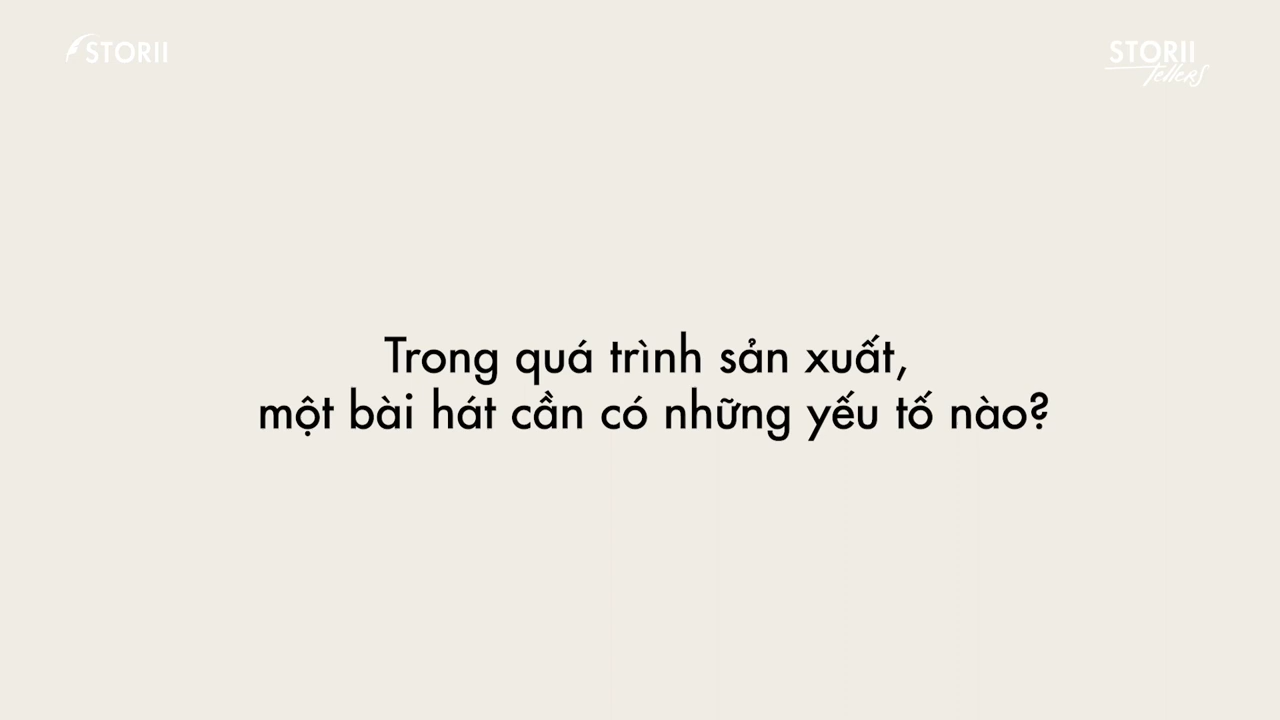 STORII
STORII
Tellers
Trong quá trình sản xuất,
một bài hát cần có những yếu tố nào?